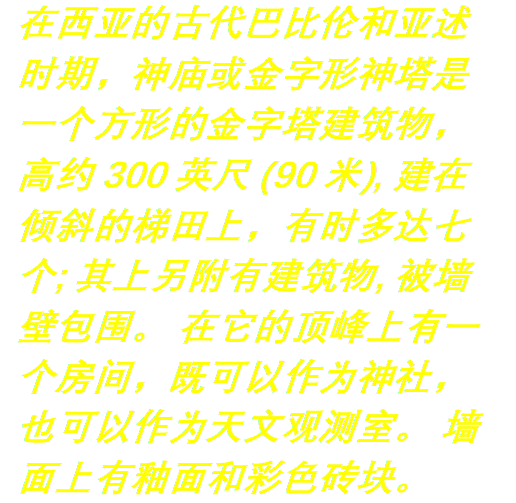 在西亚的古代巴比伦和亚述
时期，神庙或金字形神塔是
一个方形的金字塔建筑物，
高约 300 英尺 (90 米), 建在
倾斜的梯田上，有时多达七
个; 其上另附有建筑物, 被墙
壁包围。 在它的顶峰上有一
个房间，既可以作为神社，
也可以作为天文观测室。 墙
面上有釉面和彩色砖块。